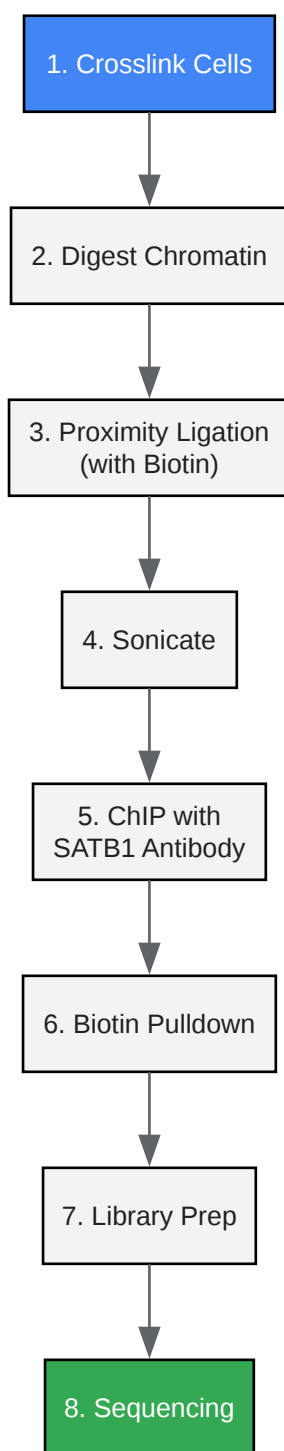 1. Crosslink Cells
2. Digest Chromatin
3. Proximity Ligation
(with Biotin)
4. Sonicate
5. ChIP with
SATB1 Antibody
6. Biotin Pulldown
7. Library Prep
8. Sequencing